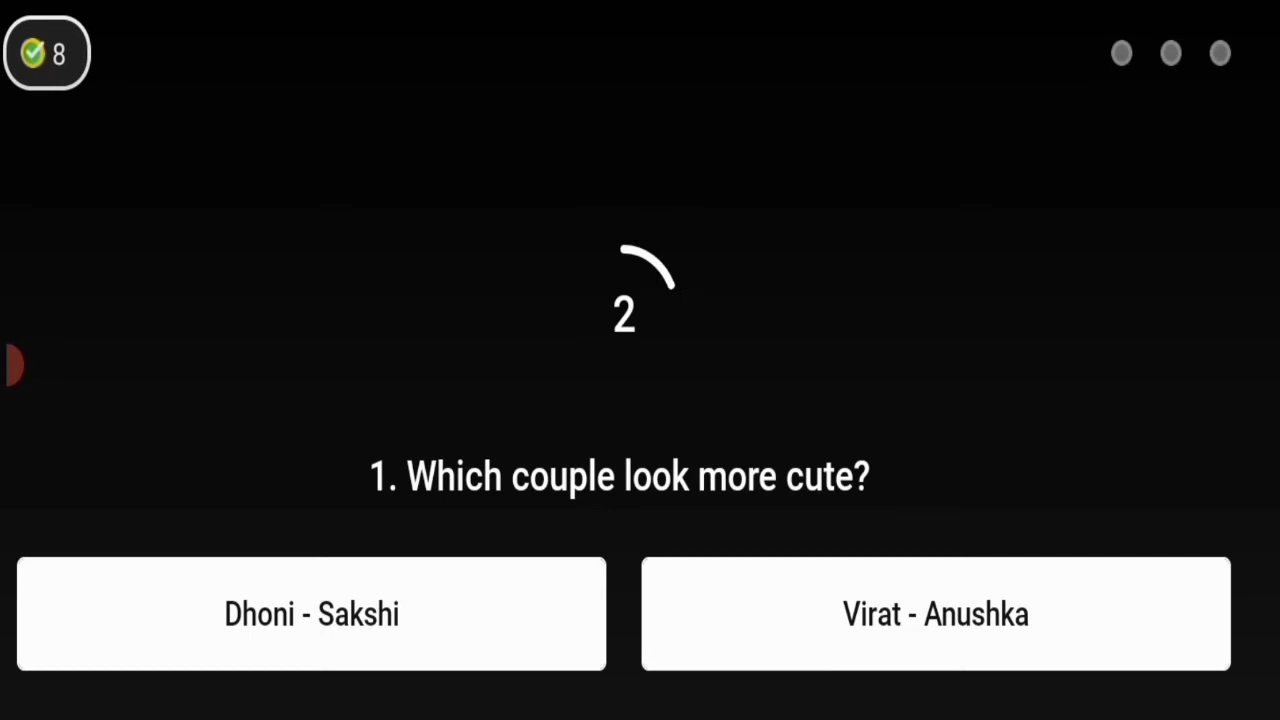 8
2
1. Which couple look more cute?
Dhoni - Sakshi
Virat - Anushka